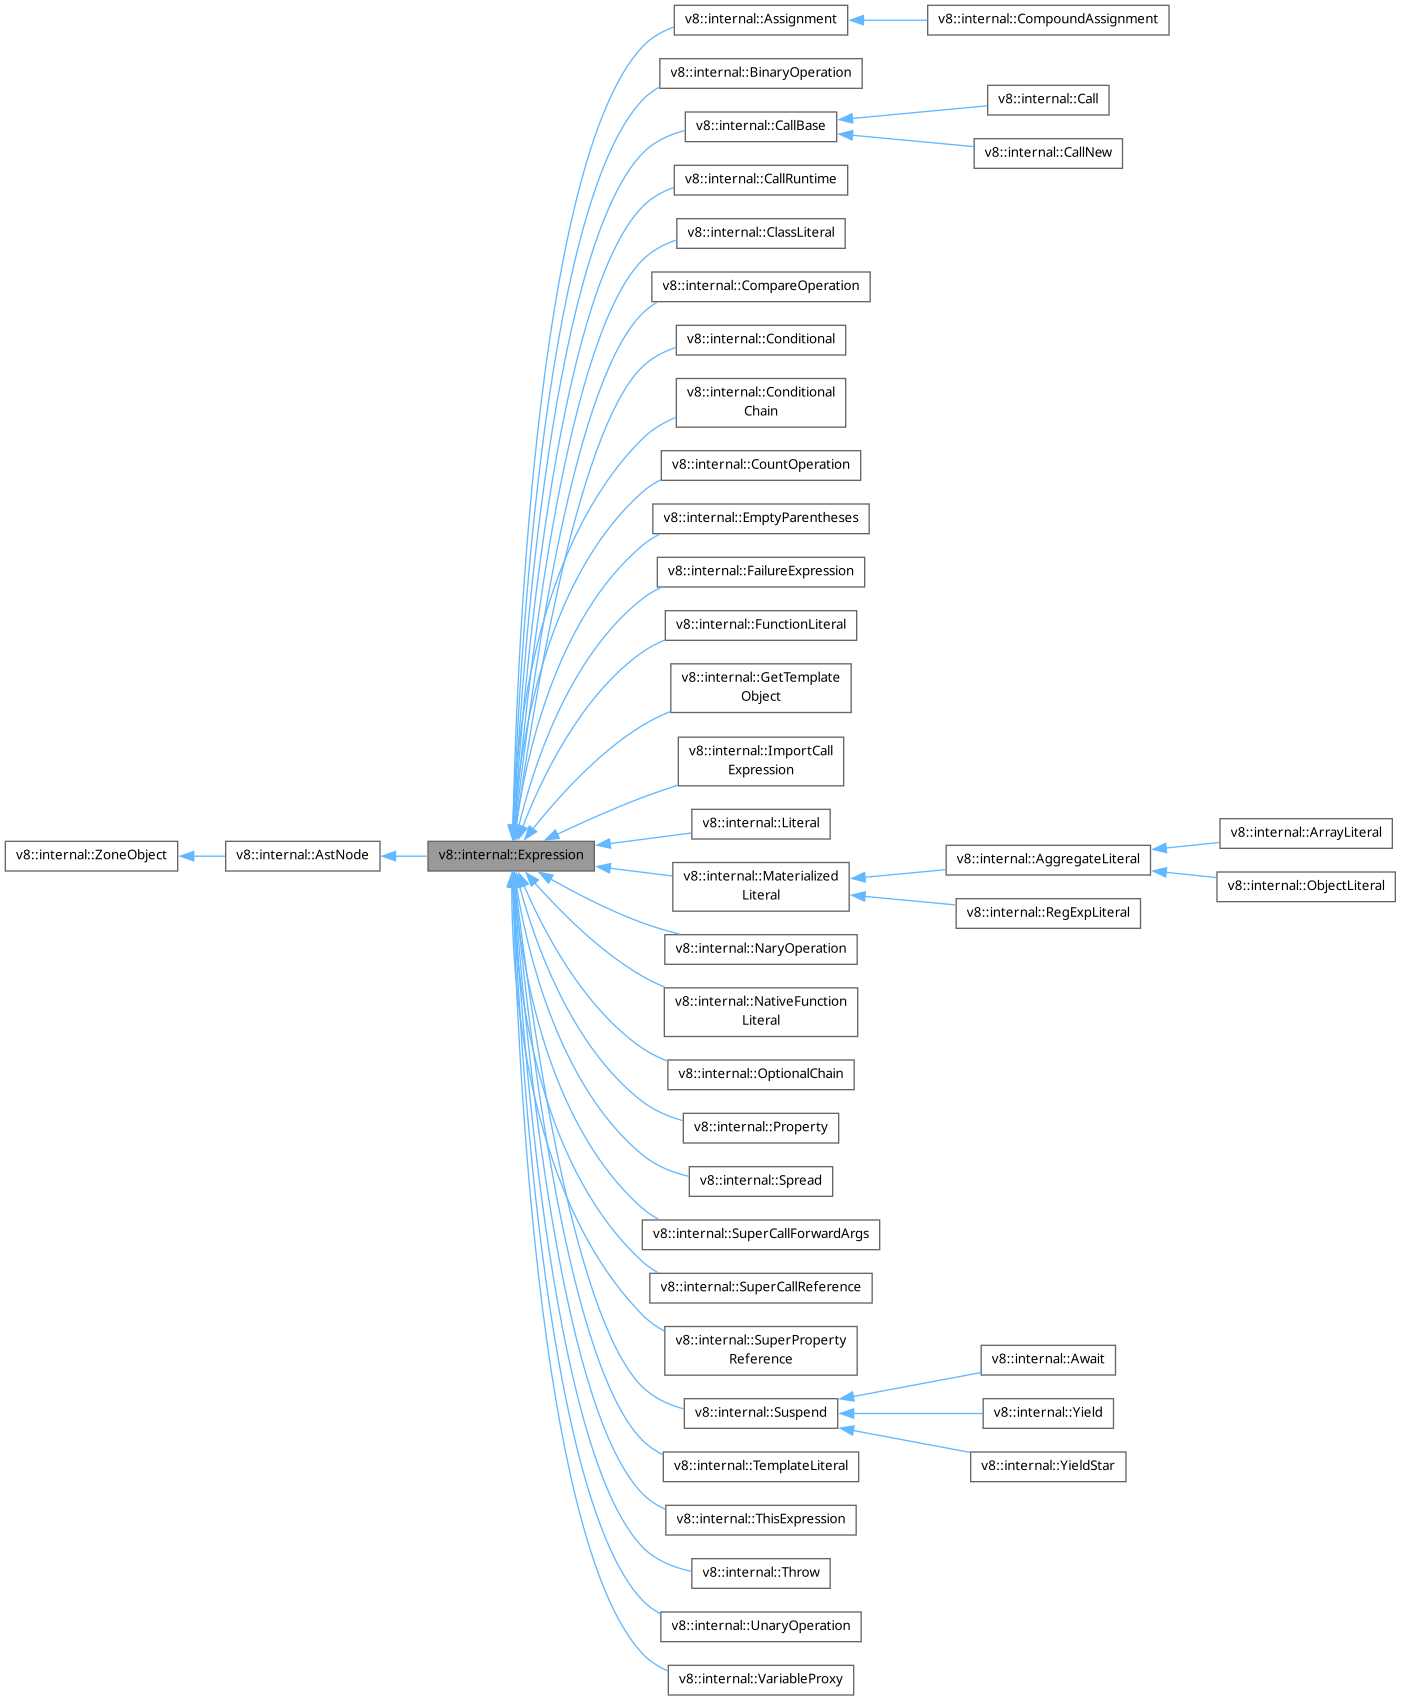 v8::internal::Assignment
v8::internal::CompoundAssignment
v8::internal::BinaryOperation
v8::internal::Call
v8::internal::CallBase
v8::internal::CallNew
v8::internal::CallRuntime
v8::internal::ClassLiteral
v8::internal::CompareOperation
v8::internal::Conditional
v8::internal::Conditional
Chain
v8::internal::CountOperation
v8::internal::EmptyParentheses
v8::internal::FailureExpression
v8::internal::FunctionLiteral
v8::internal::GetTemplate
Object
v8::internal::ImportCall
Expression
v8::internal::Literal
v8::internal::ArrayLiteral
v8::internal::ZoneObject
v8::internal::AstNode
v8::internal::Expression
v8::internal::Materialized
Literal
v8::internal::AggregateLiteral
v8::internal::ObjectLiteral
v8::internal::RegExpLiteral
v8::internal::NaryOperation
v8::internal::NativeFunction
Literal
v8::internal::OptionalChain
v8::internal::Property
v8::internal::Spread
v8::internal::SuperCallForwardArgs
v8::internal::SuperCallReference
v8::internal::SuperProperty
Reference
v8::internal::Await
v8::internal::Suspend
v8::internal::Yield
v8::internal::YieldStar
v8::internal::TemplateLiteral
v8::internal::ThisExpression
v8::internal::Throw
v8::internal::UnaryOperation
v8::internal::VariableProxy